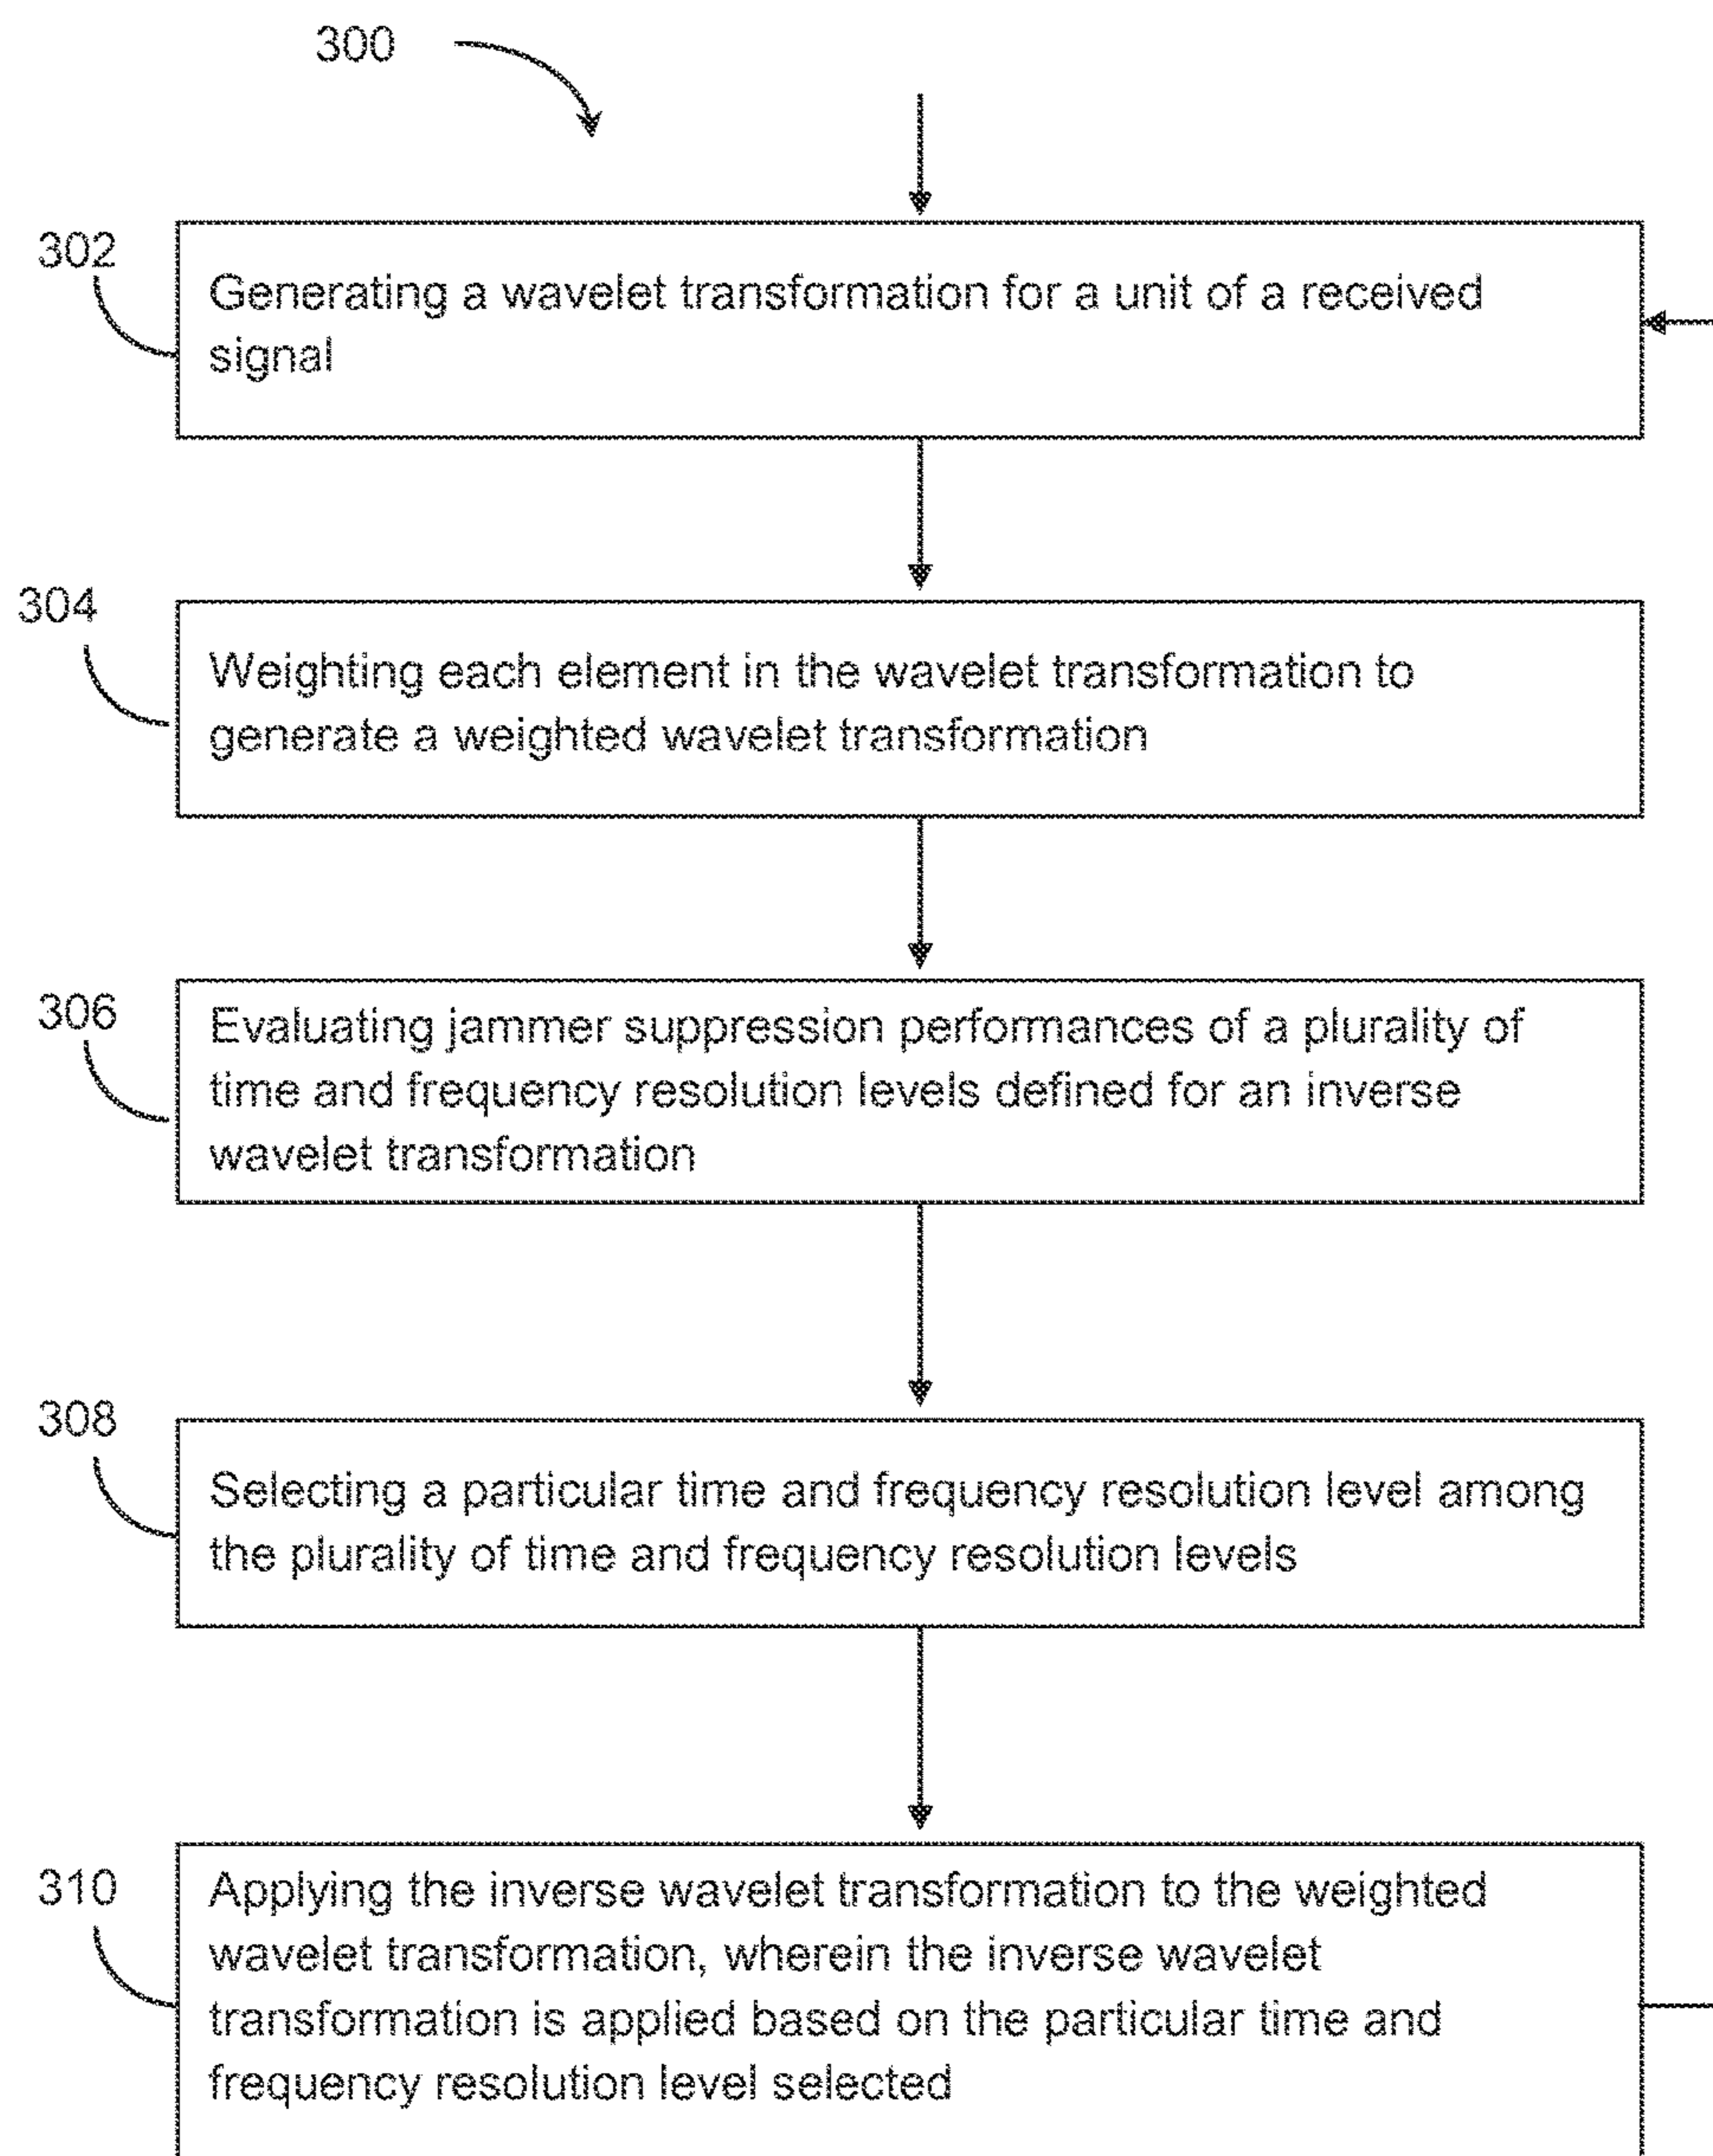 300
302
Generating a wavelet transformation for a unit of a received
signal
304
Weighting each element in the wavelet transformation to
generate a weighted wavelet transformation
306
Evaluating jammer suppression performances of a plurality of
time and frequency resolution levels defined for an inverse
wavelet transformation
308
Selecting a particular time and frequency resolution level among
the plurality of time and frequency resolution levels
310
Applying the inverse wavelet transformation to the weighted
wavelet transformation, wherein the inverse wavelet
transformation is applied based on the particular time and
frequency resolution level selected